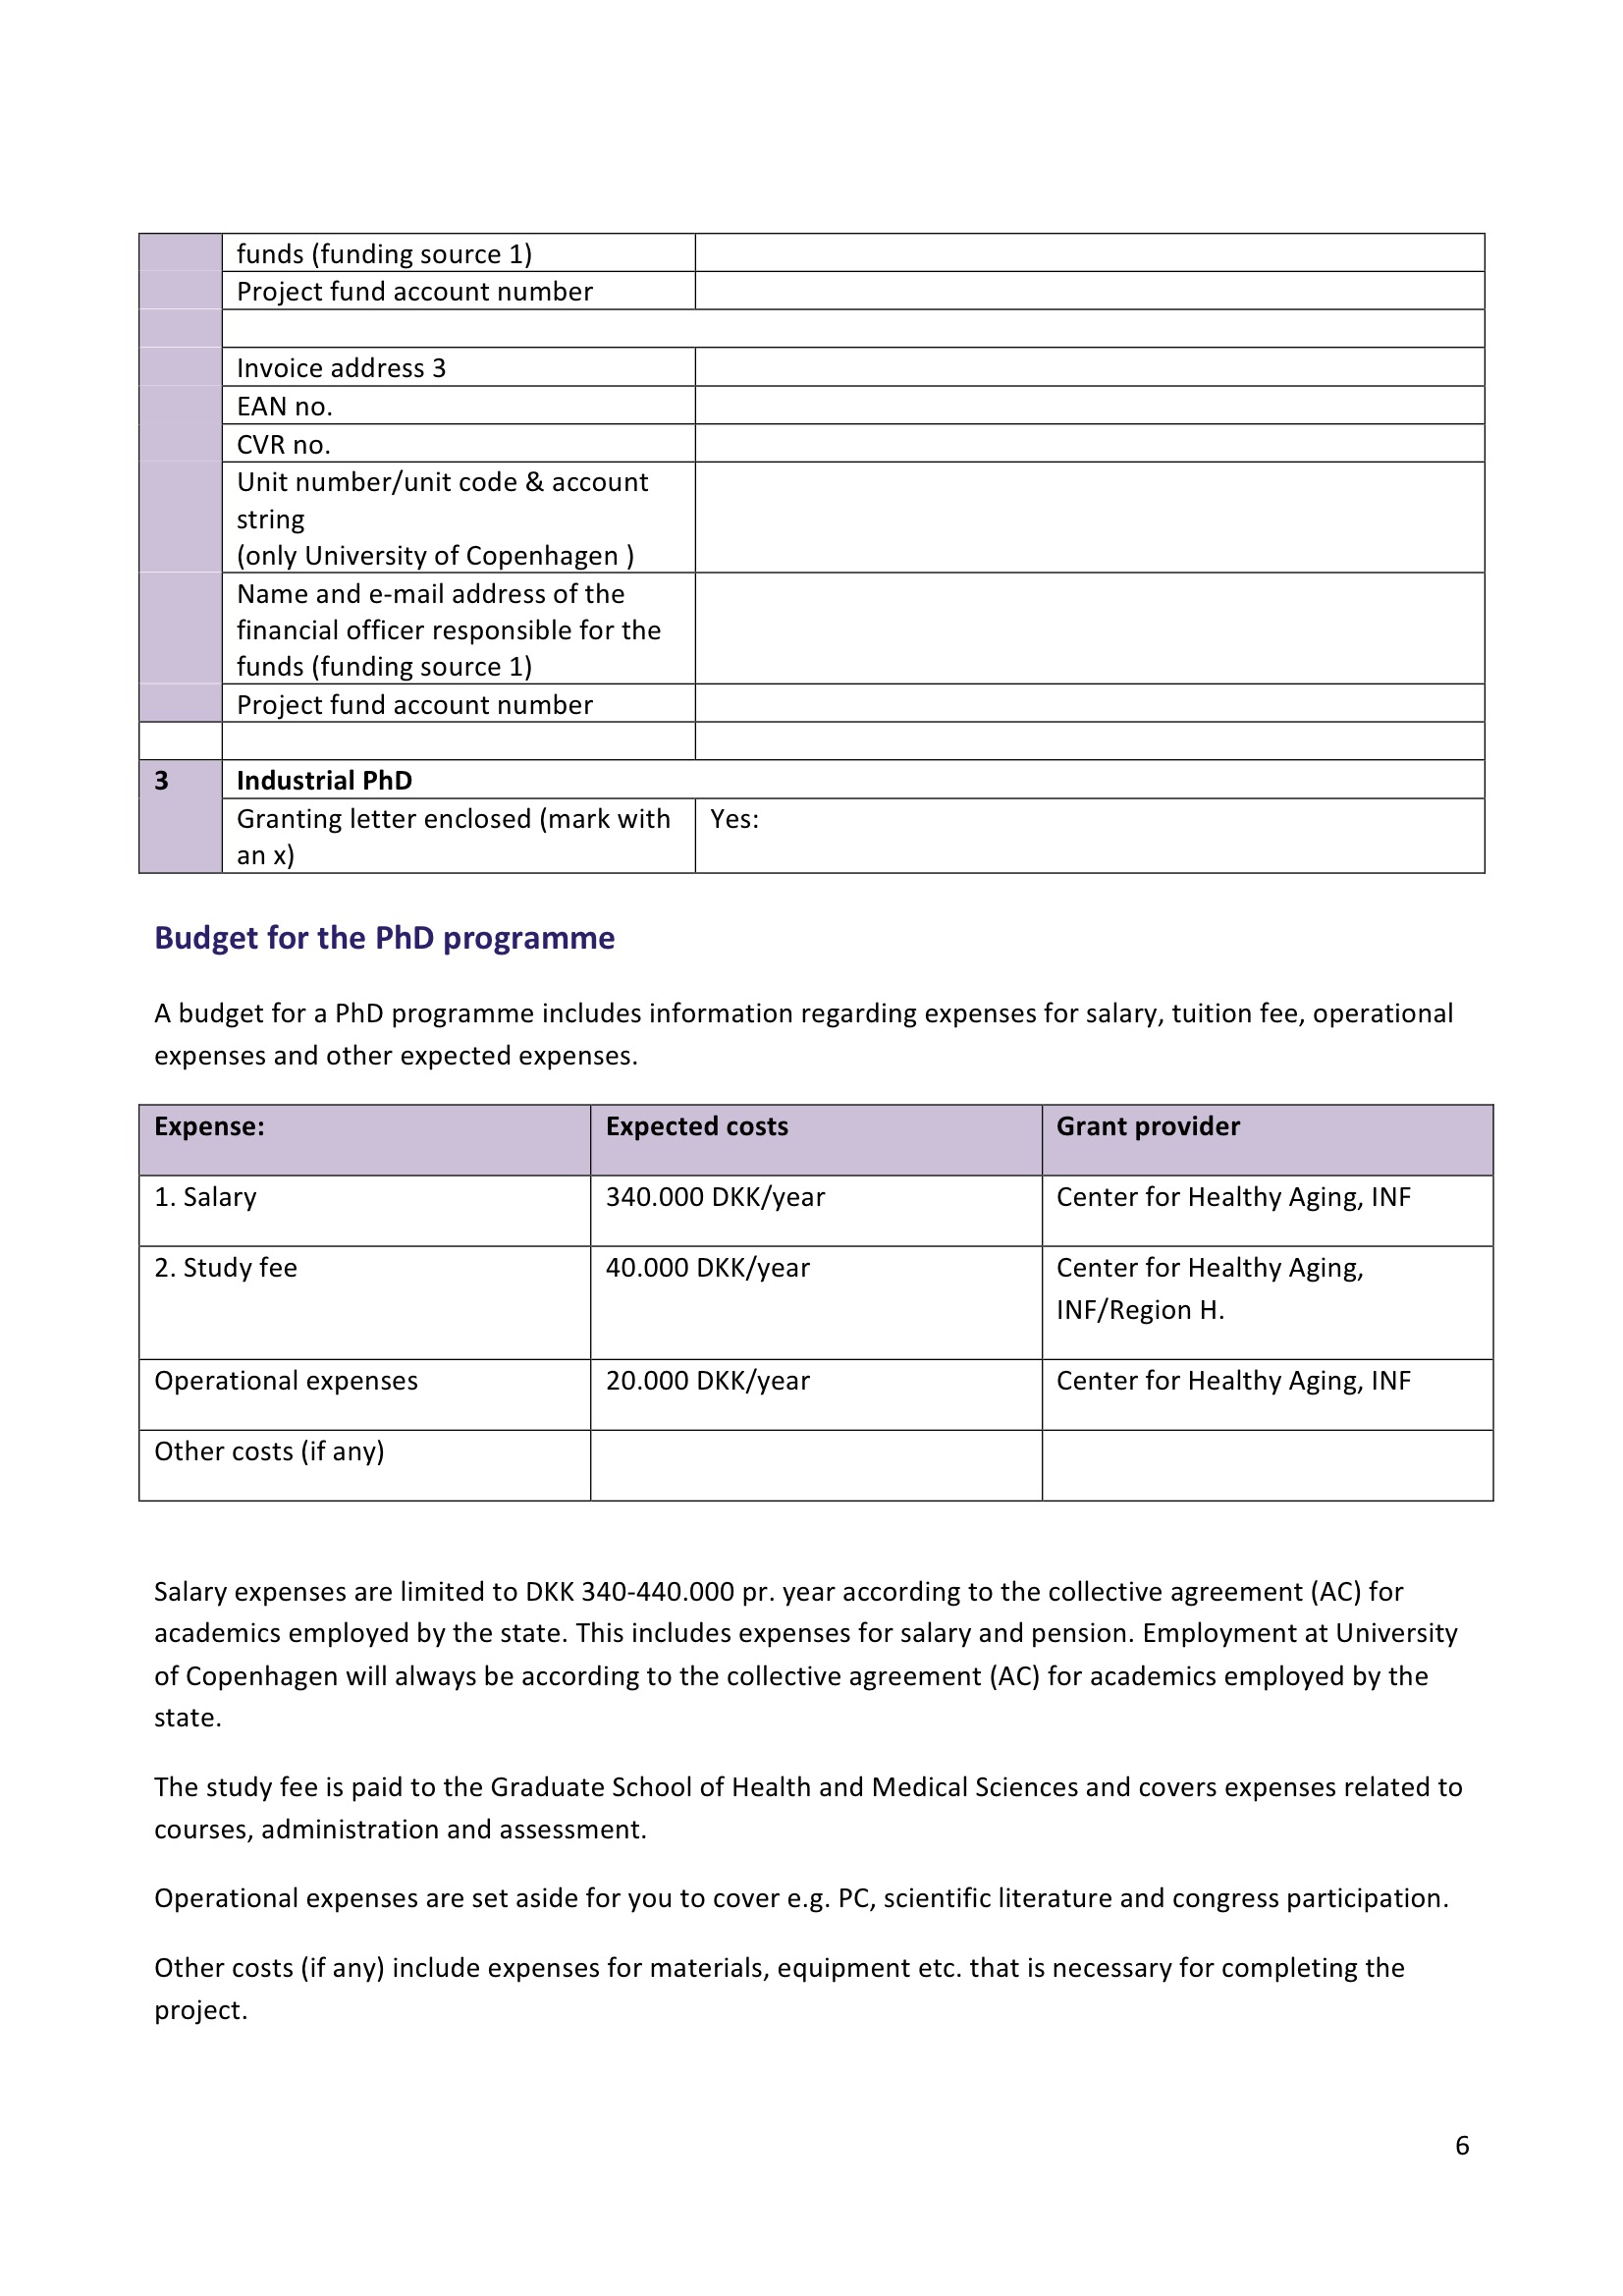 funds (funding source 1)
Project fund account number
Invoice address 3
EAN no.
CVR no.
Unit number/unit code & account
string
(only University of Copenhagen )
Name and e-mail address of the
financial officer responsible for the
funds (funding source 1)
Project fund account number
3 Industrial PhD
Granting letter enclosed (mark with Yes:
an x)
Budget for the PhD programme
A budget for a PhD programme includes information regarding expenses for salary, tuition fee, operational
expenses and other expected expenses.
Expense: Expected costs Grant provider
1. Salary 340.000 DKK/year Center for Healthy Aging, INF
2. Study fee 40.000 DKK/year Center for Healthy Aging,
INF/Region H.
Operational expenses 20.000 DKK/year Center for Healthy Aging, INF
Other costs (if any)
Salary expenses are limited to DKK 340-440.000 pr. year according to the collective agreement (AC) for
academics employed by the state. This includes expenses for salary and pension. Employment at University
of Copenhagen will always be according to the collective agreement (AC) for academics employed by the
state.
The study fee is paid to the Graduate School of Health and Medical Sciences and covers expenses related to
courses, administration and assessment.
Operational expenses are set aside for you to cover e.g. PC, scientific literature and congress participation.
Other costs (if any) include expenses for materials, equipment etc. that is necessary for completing the
project.
6